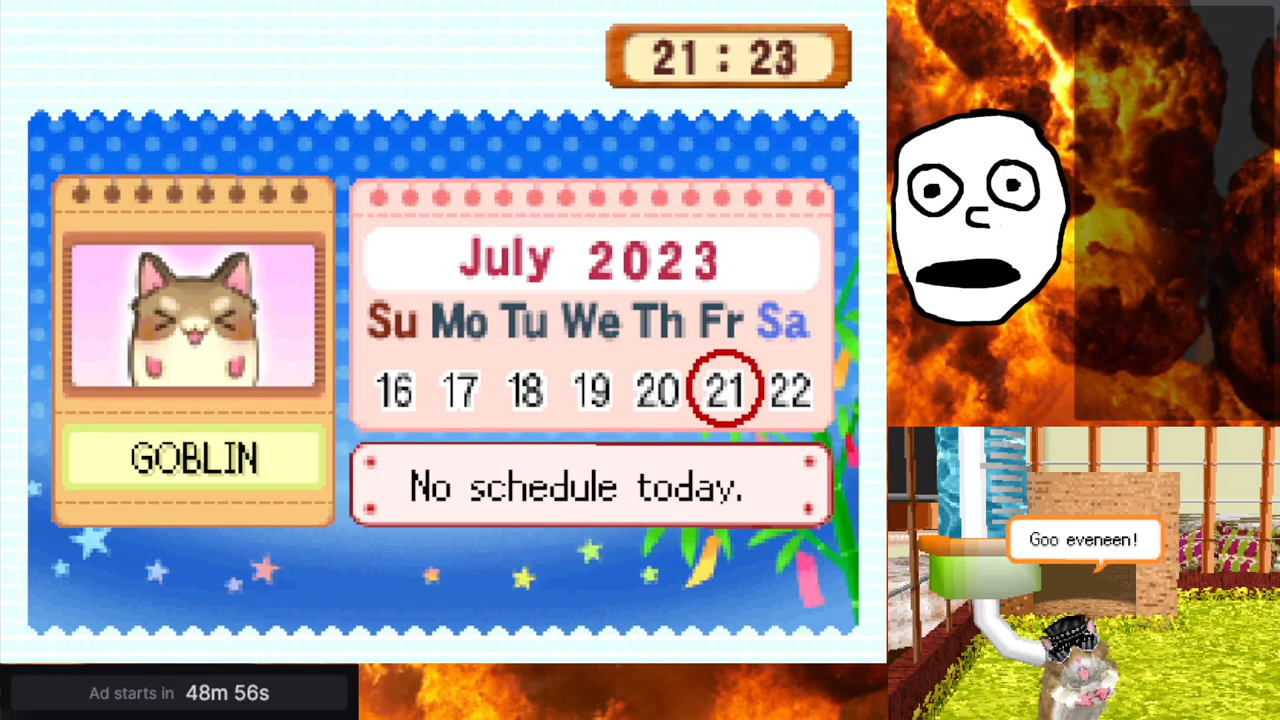 21 : 23
July 2023
Su Mo Tu We Th Fr Sa
16 17 18 19 20 21 22
GOBLIN
No schedule today.
Goo eveneen!
Ad starts in 48m 56s